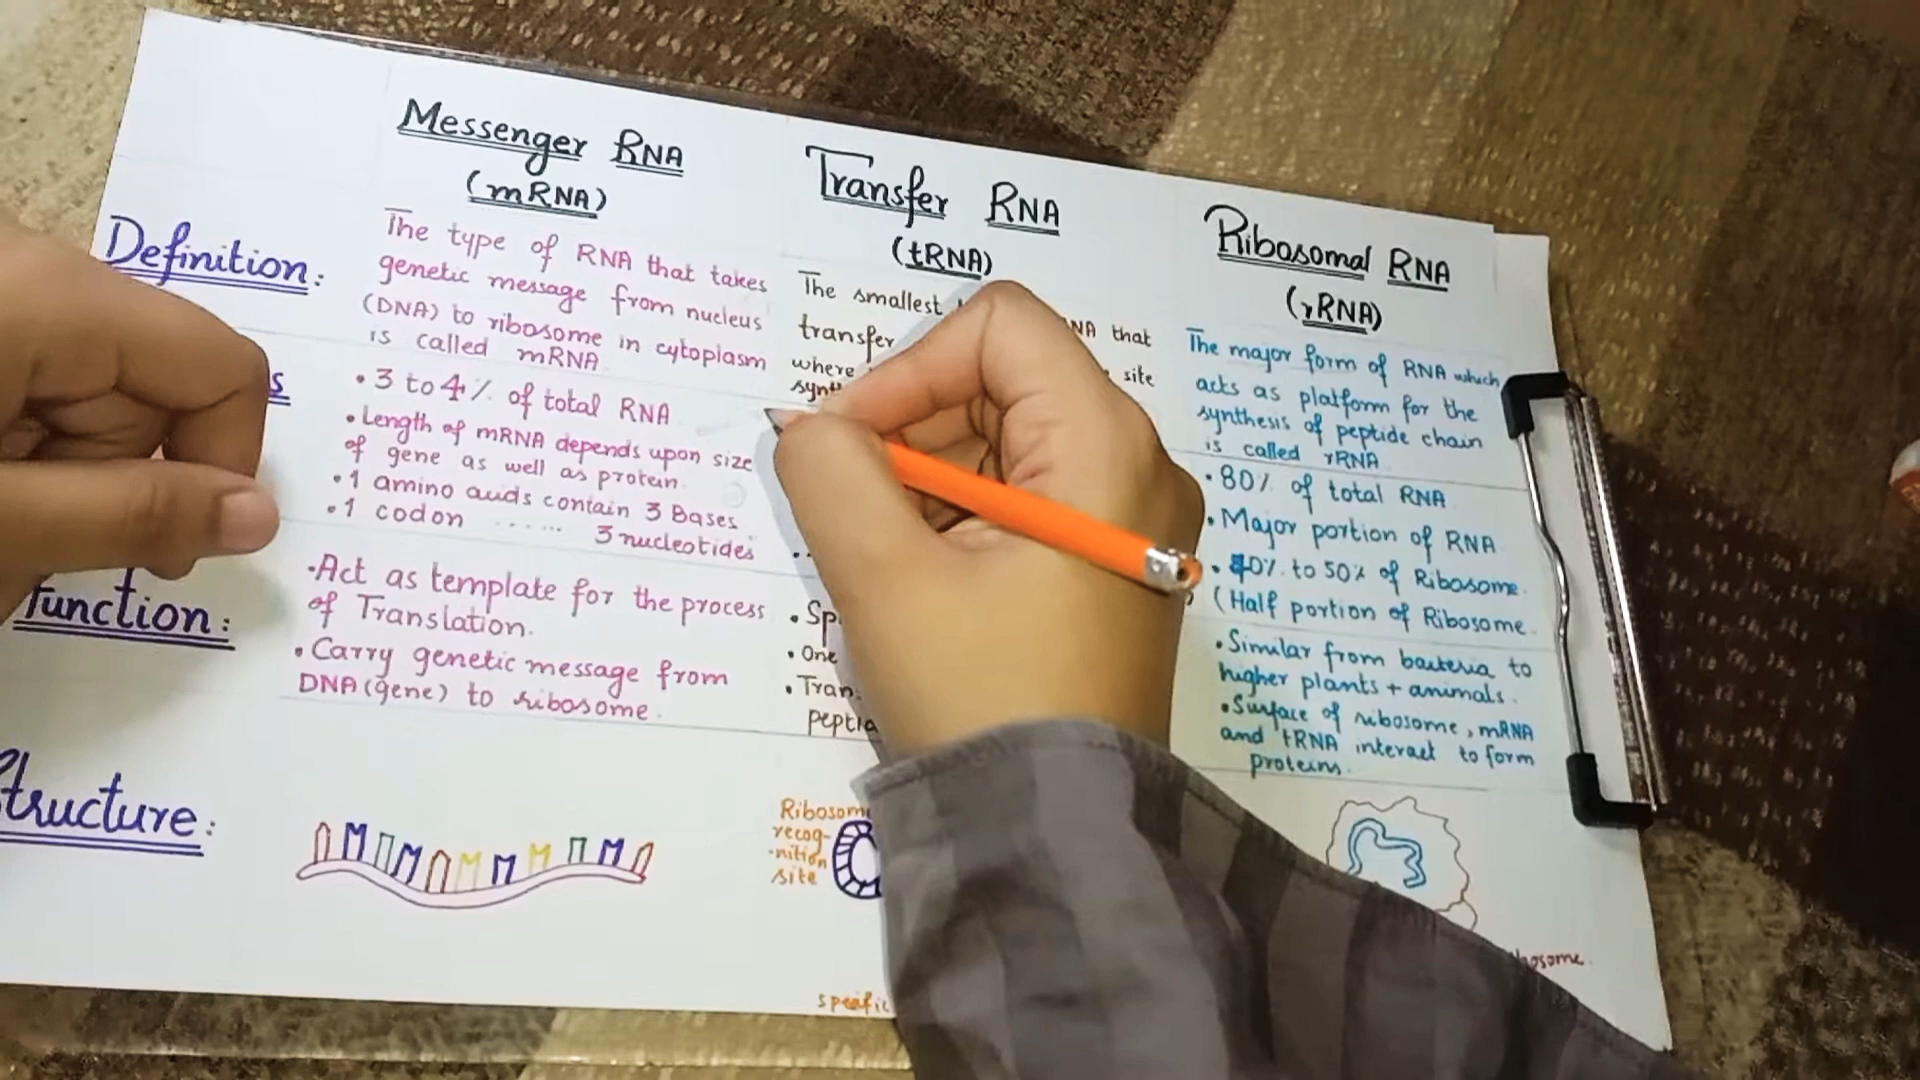 Messenger RNA
(mRNA)
Transfer RNA
(tRNA)
Ribosomal RNA
(rRNA)
Definition:
The type of RNA that takes
genetic message from nucleus
(DNA) to ribosome in cytoplasm
is called mRNA
The smallest
that
transfer
where
site
The major form of RNA which
acts as platform for the
synthesis of peptide chain
is called rRNA
• 3 to 4% of total RNA
• Length of mRNA depends upon size
of gene as well as protein.
• 1 amino acids contain 3 Bases
• 1 codon ...... 3 nucleotides
• 80% of total RNA
• Major portion of RNA
• 40% to 50% of Ribosome.
(Half portion of Ribosome.
function:
• Act as template for the process
of Translation.
• Carry genetic message from
DNA (gene) to ribosome.
• One
• Similar from bacteria to
higher plants + animals.
• Surface of ribosome, mRNA
and tRNA interact to form
proteins.
Structure:
Ribosome
recog-
-nition
site
specific